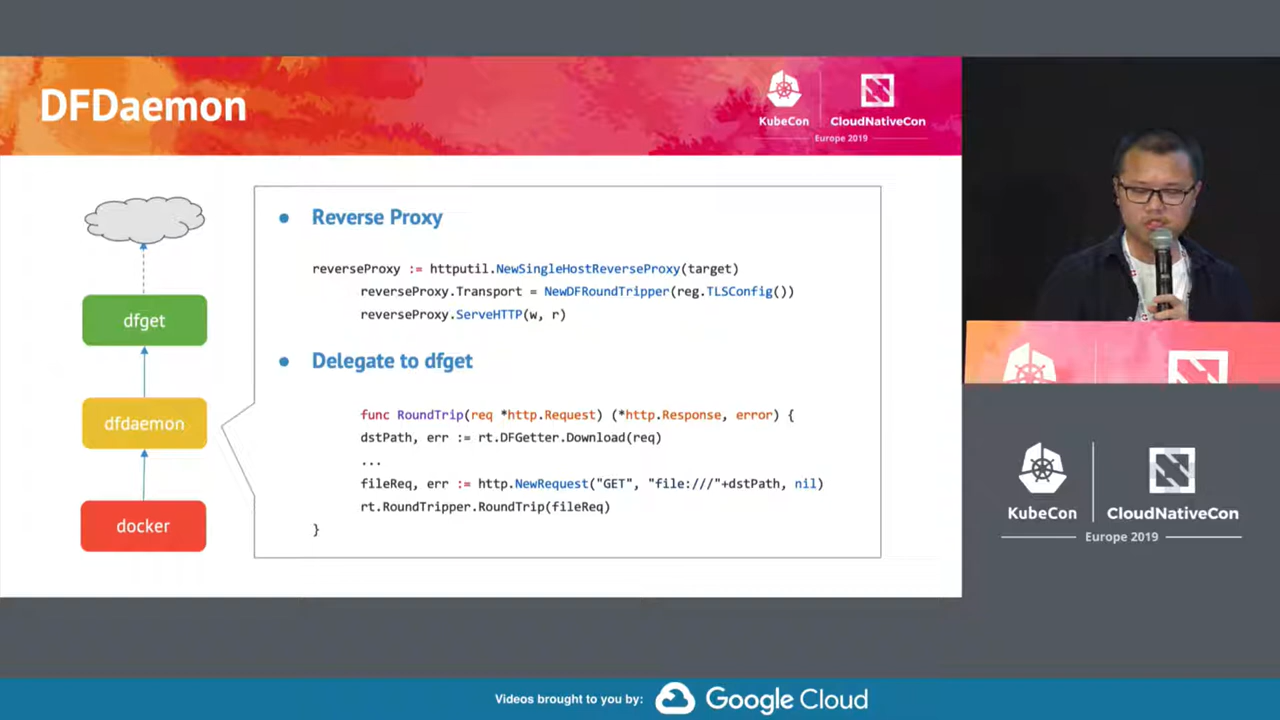 DFDaemon
KubeCon
CloudNativeCon
Europe 2019
dfget
dfdaemon
docker
● Reverse Proxy
reverseProxy := httputil.NewSingleHostReverseProxy(target)
reverseProxy.Transport = NewDFRoundTripper(reg.TLSConfig())
reverseProxy.ServeHTTP(w, r)
● Delegate to dfget
func RoundTrip(req *http.Request) (*http.Response, error) {
dstPath, err := rt.DFGetter.Download(req)
...
fileReq, err := http.NewRequest("GET", "file:///"+dstPath, nil)
rt.RoundTripper.RoundTrip(fileReq)
}
KubeCon
CloudNativeCon
Europe 2019
Videos brought to you by: Google Cloud